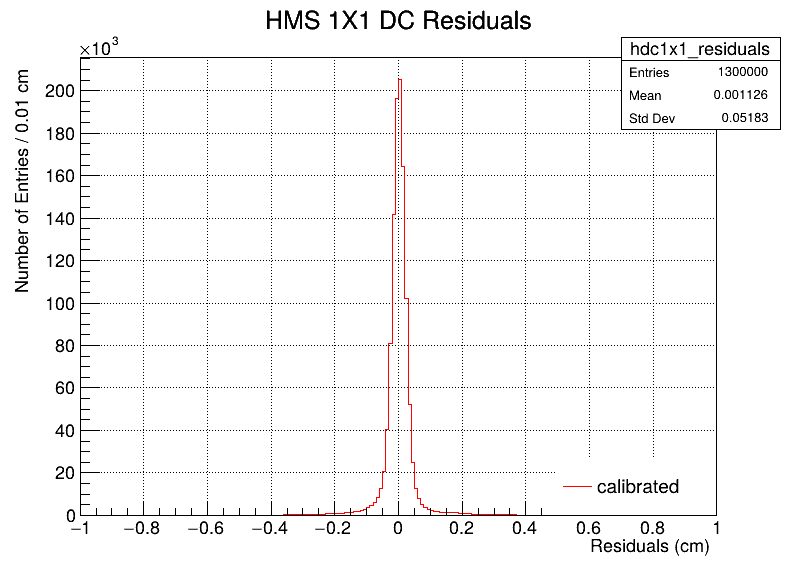 HMS 1X1 DC Residuals
×10³
hdc1x1_residuals
Entries 1300000
Mean 0.001126
Std Dev 0.05183
Number of Entries / 0.01 cm
200
180
160
140
120
100
80
60
40
20
0
calibrated
−1 −0.8 −0.6 −0.4 −0.2 0 0.2 0.4 0.6 0.8 1
Residuals (cm)